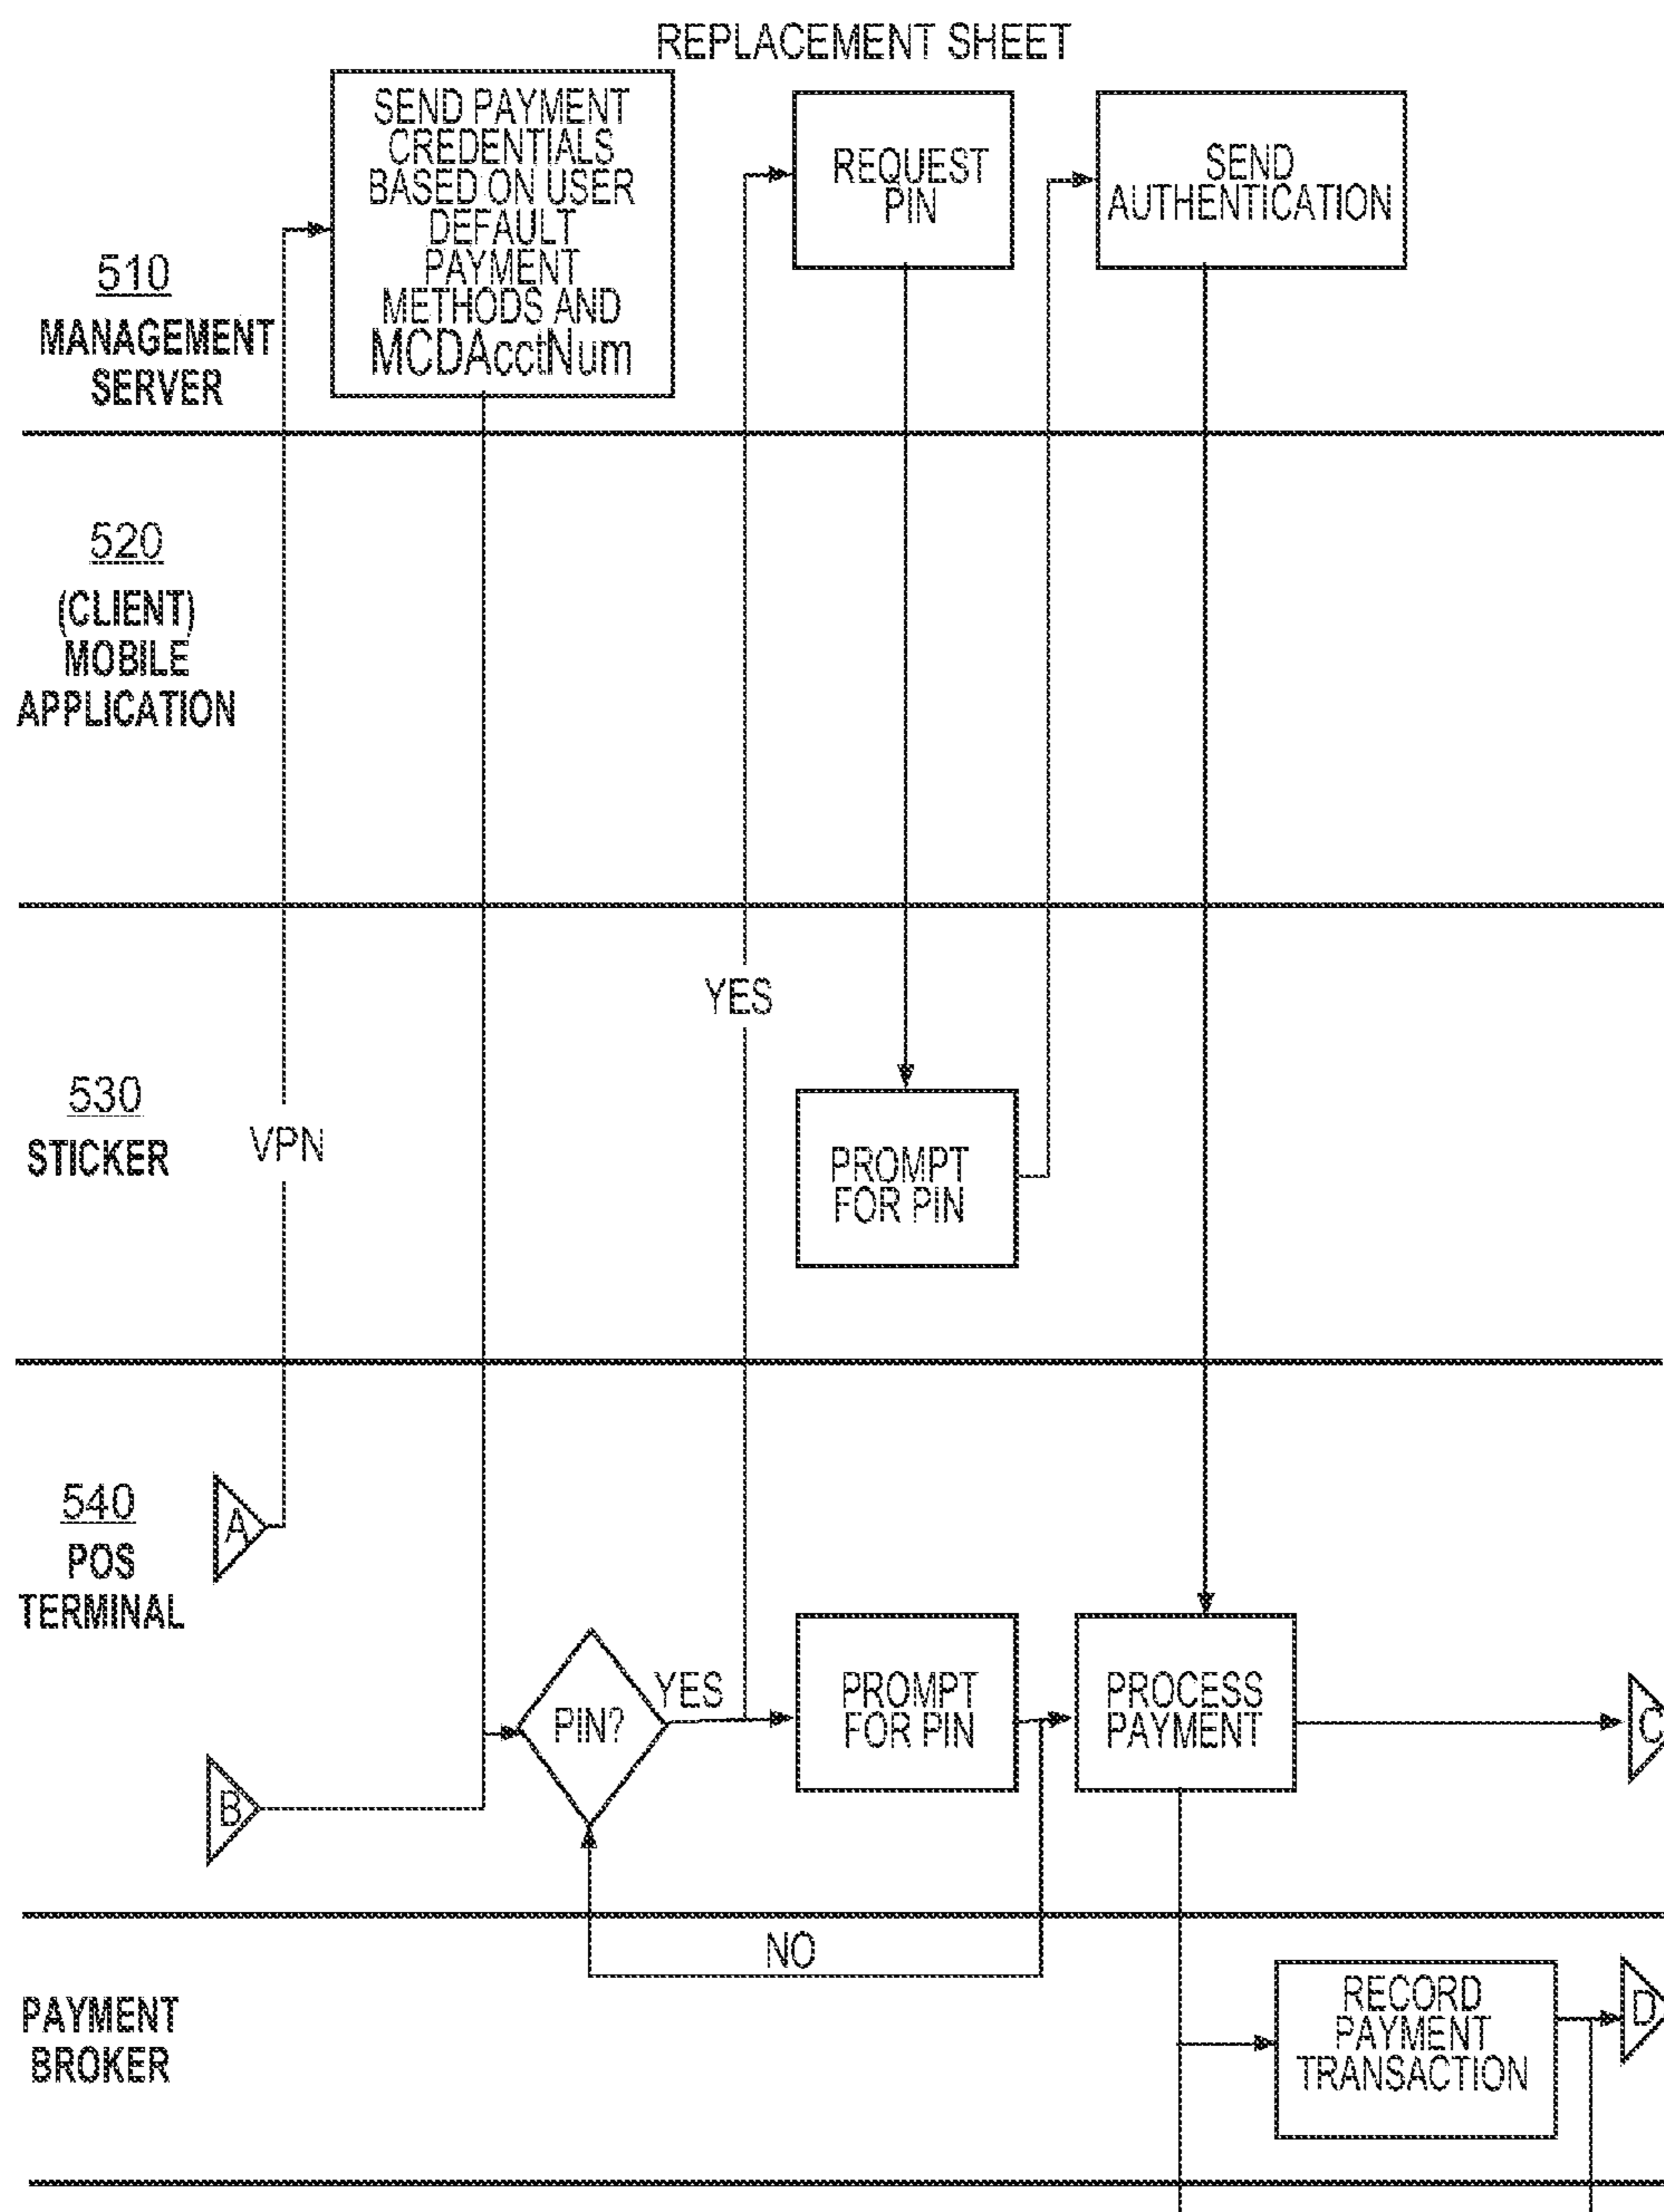 REPLACEMENT SHEET
SEND PAYMENT
CREDENTIALS
BASED ON USER
DEFAULT
PAYMENT
METHODS AND
MCDAcctNum
REQUEST
PIN
SEND
AUTHENTICATION
510
MANAGEMENT
SERVER
520
(CLIENT)
MOBILE
APPLICATION
YES
530
STICKER
VPN
PROMPT
FOR PIN
540
POS
TERMINAL
A
B
PIN?
YES
PROMPT
FOR PIN
PROCESS
PAYMENT
C
NO
PAYMENT
BROKER
RECORD
PAYMENT
TRANSACTION
D